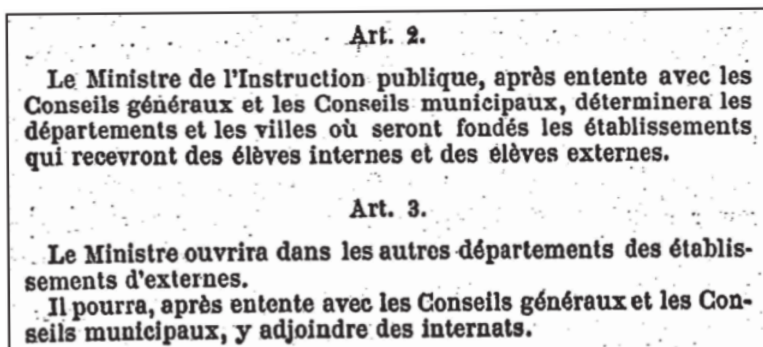 Art. 2.
Le Ministre de l'Instruction publique, après entente avec les
Conseils généraux et les Conseils municipaux, déterminera les
départements et les villes où seront fondés les établissements
qui recevront des élèves internes et des élèves externes.
Art. 3.
Le Ministre ouvrira dans les autres départements des établis-
sements d'externes.
Il pourra, après entente avec les Conseils généraux et les Con-
seils municipaux, y adjoindre des internats.